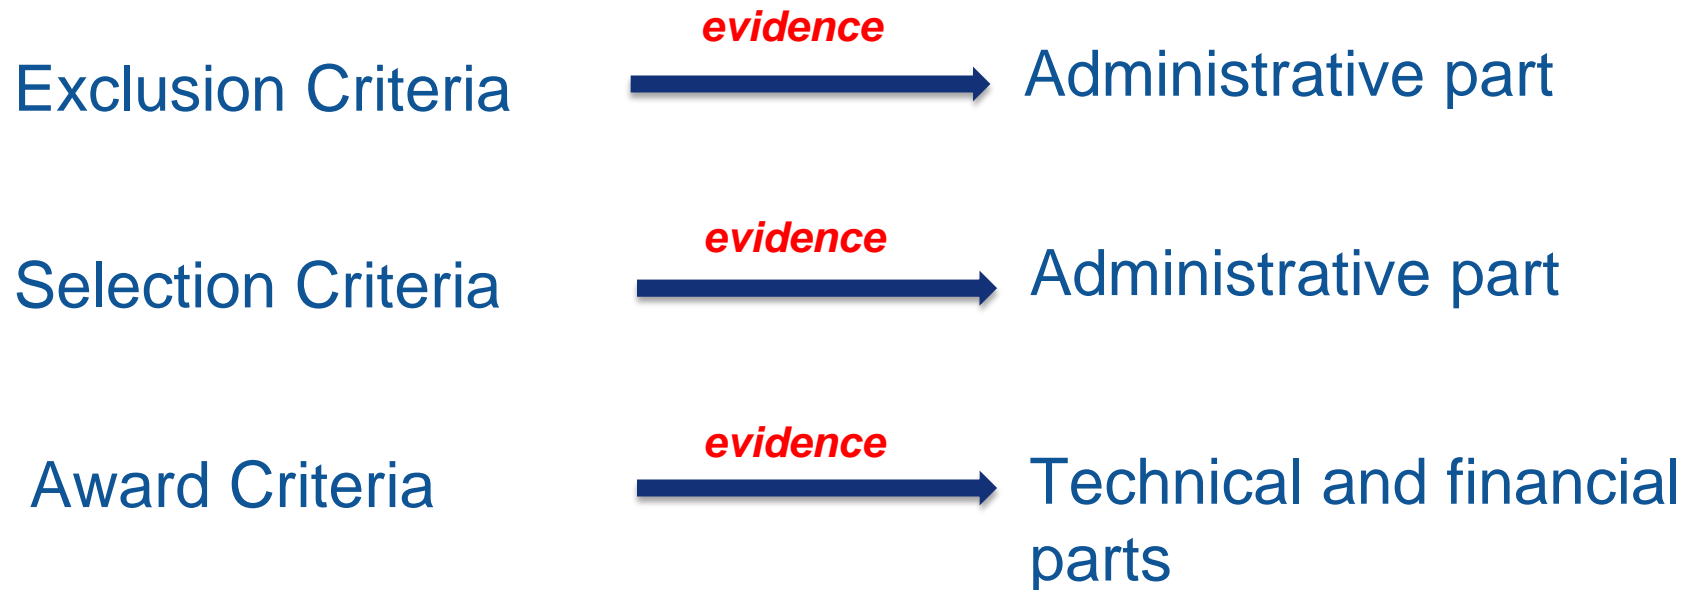 evidence
Exclusion Criteria
Administrative part
evidence
Selection Criteria
Administrative part
evidence
Award Criteria
Technical and financial
parts